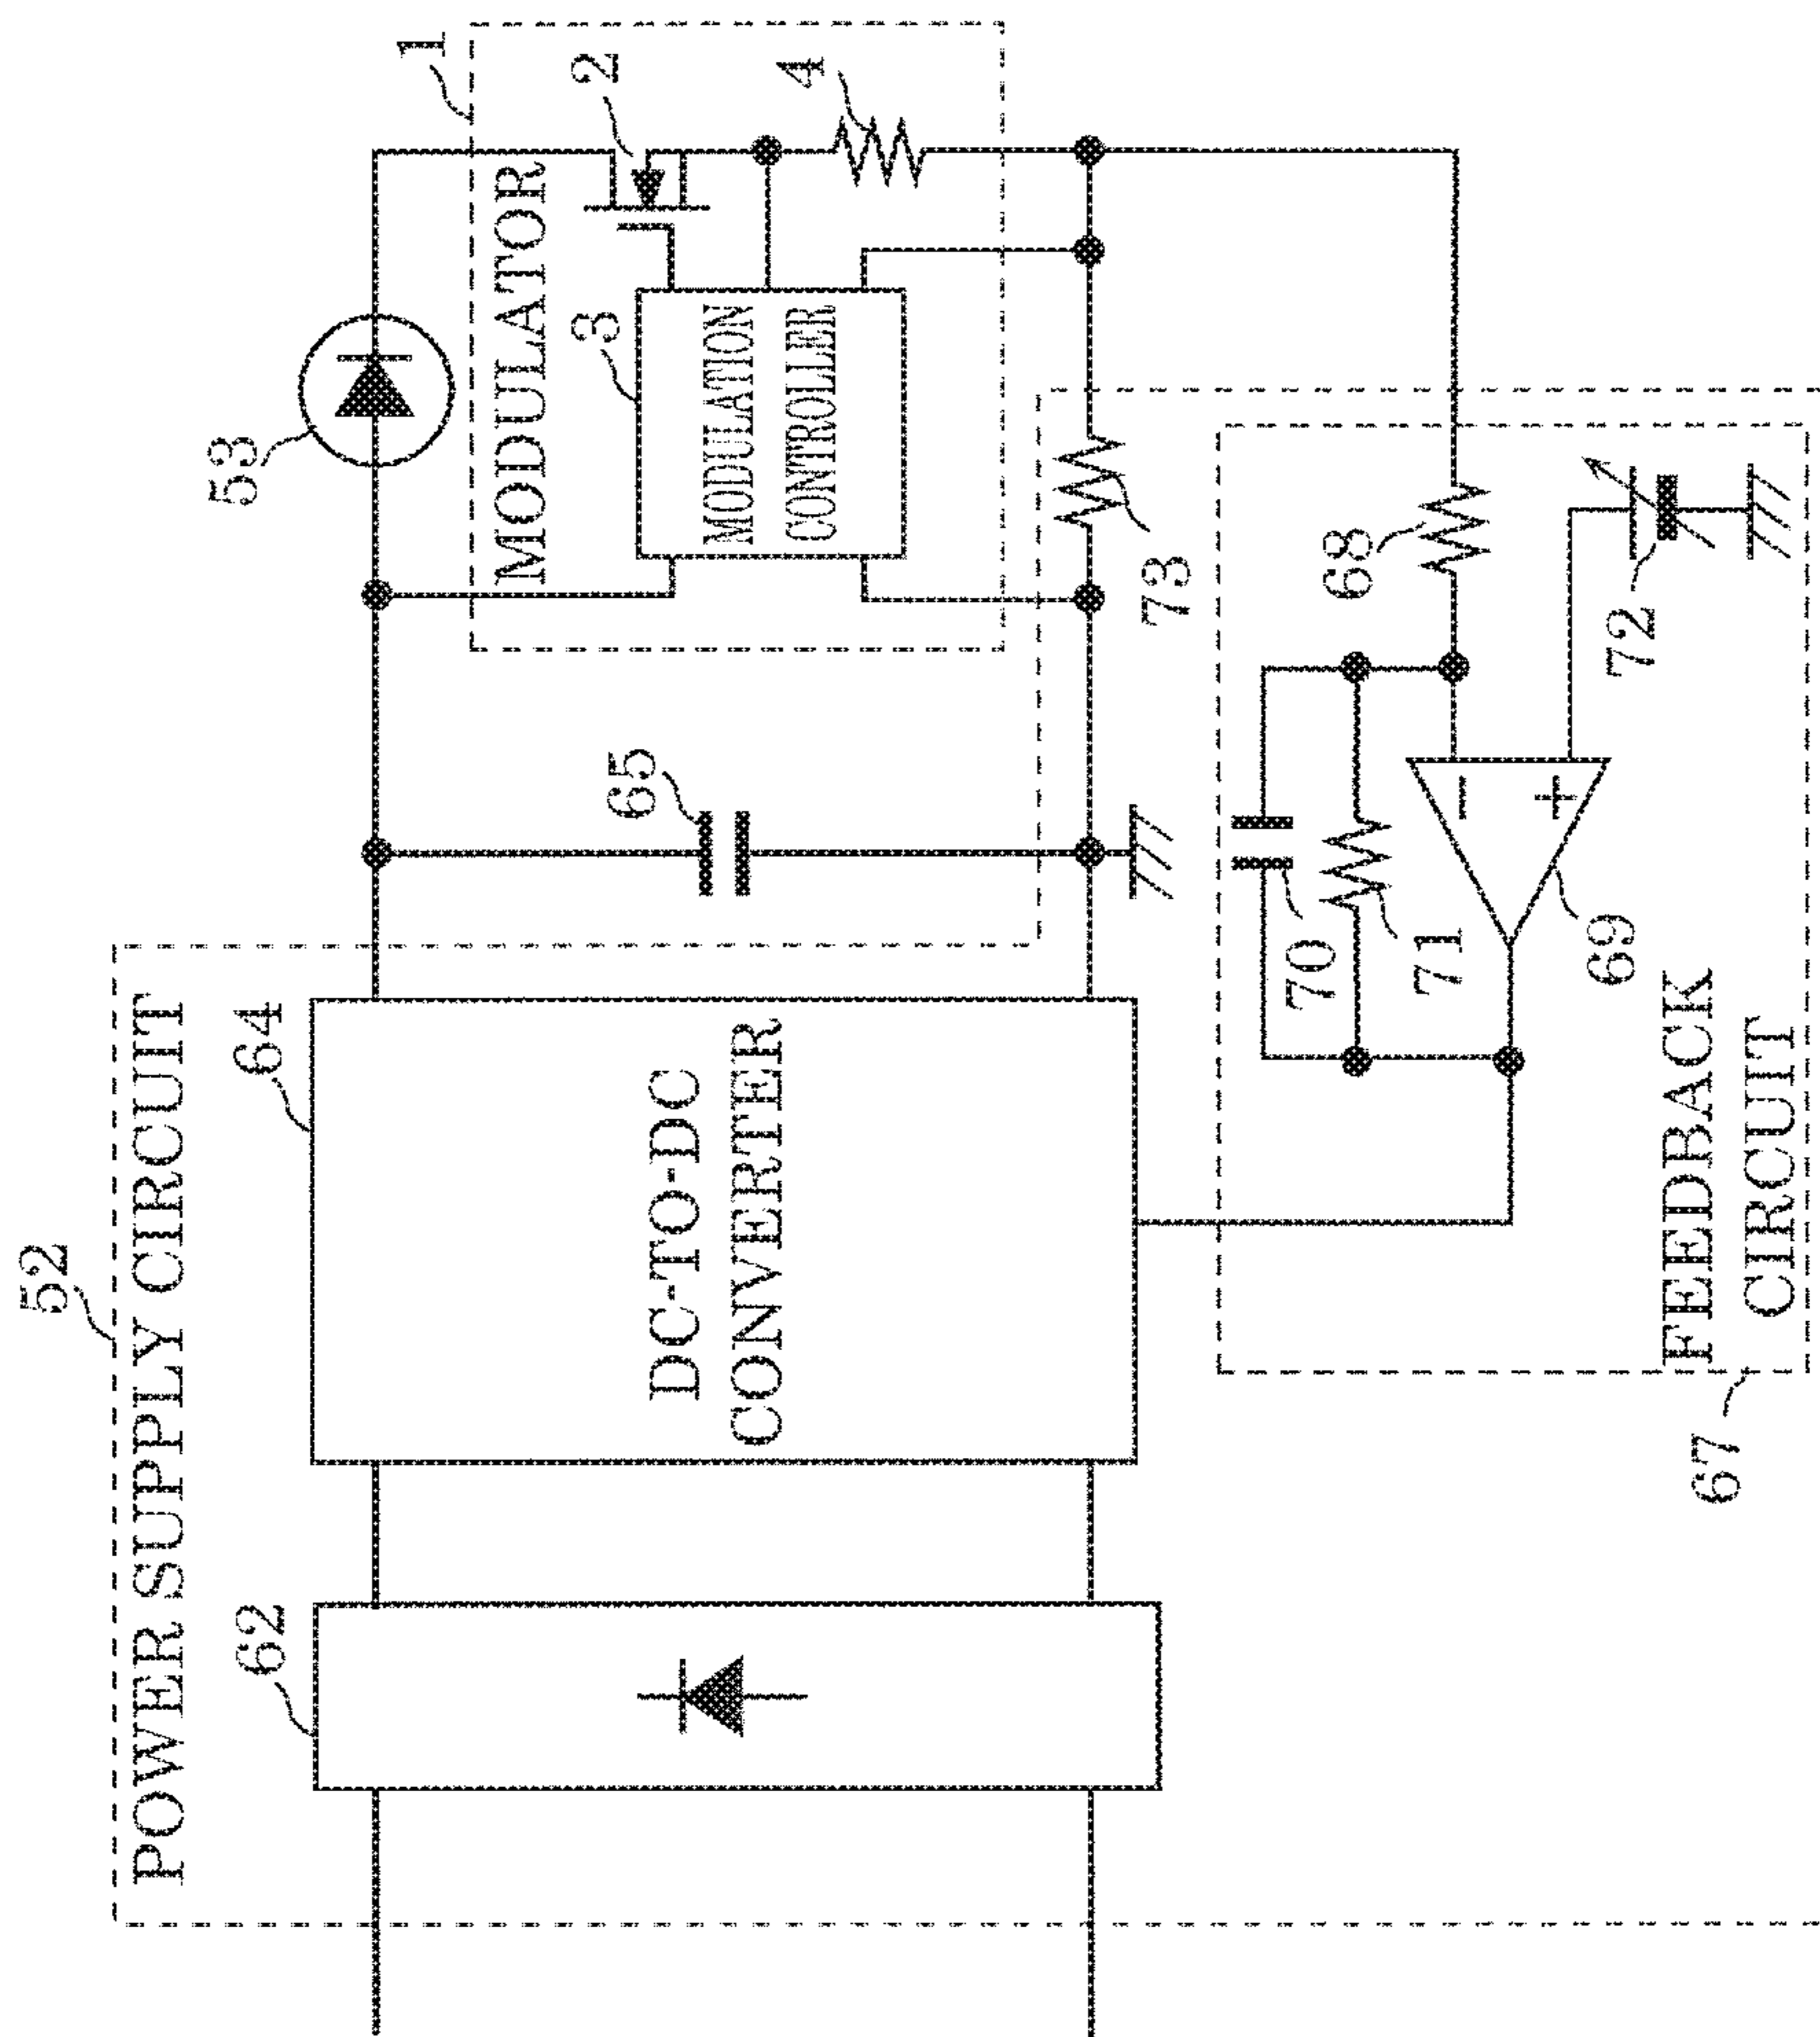 52
POWER SUPPLY CIRCUIT
62
64
DC-TO-DC
CONVERTER
65
53
1
MODULATOR
2
3
MODULATION
CONTROLLER
4
73
68
72
70
71
69
FEEDBACK
CIRCUIT
67
−
+